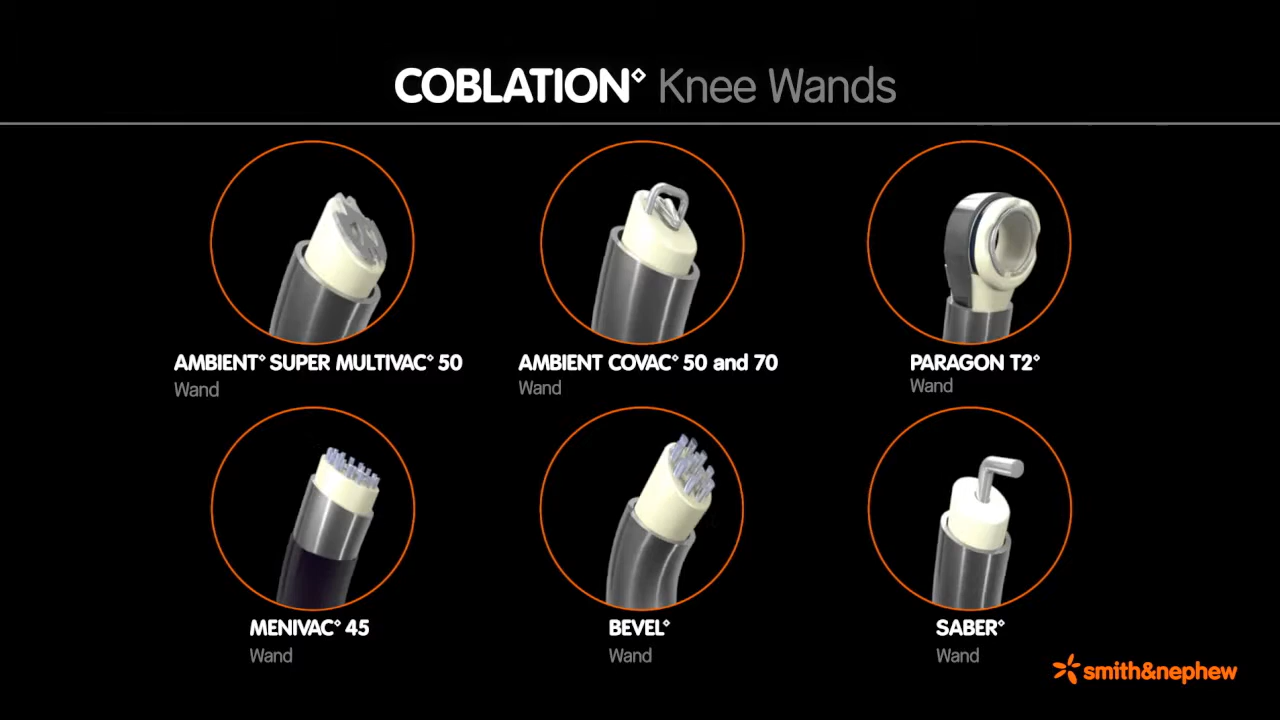 COBLATION◊ Knee Wands
AMBIENT◊ SUPER MULTIVAC◊ 50
Wand
AMBIENT COVAC◊ 50 and 70
Wand
PARAGON T2◊
Wand
MENIVAC◊ 45
Wand
BEVEL◊
Wand
SABER◊
Wand
smith&nephew